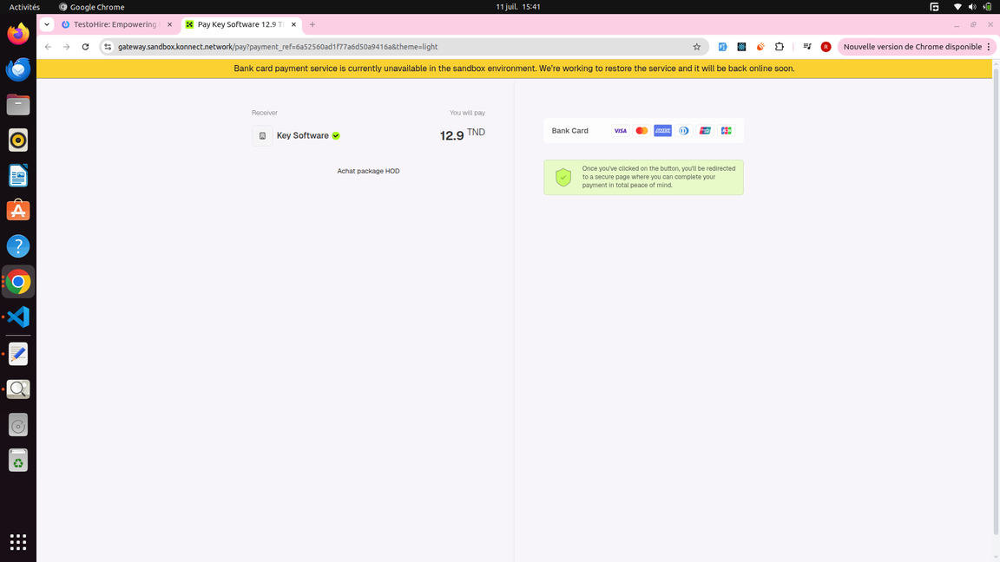 Activités
Google Chrome
11 juil. 15:41
TestoHire: Empowering
Pay Key Software 12.9 T
gateway.sandbox.konnect.network/pay?payment_ref=6a52560ad1f77a6d50a9416a&theme=light
R
Nouvelle version de Chrome disponible
Bank card payment service is currently unavailable in the sandbox environment. We're working to restore the service and it will be back online soon.
Receiver
You will pay
Key Software
12.9 TND
Achat package HOD
Bank Card
VISA
Once you've clicked on the button, you'll be redirected
to a secure page where you can complete your
payment in total peace of mind.